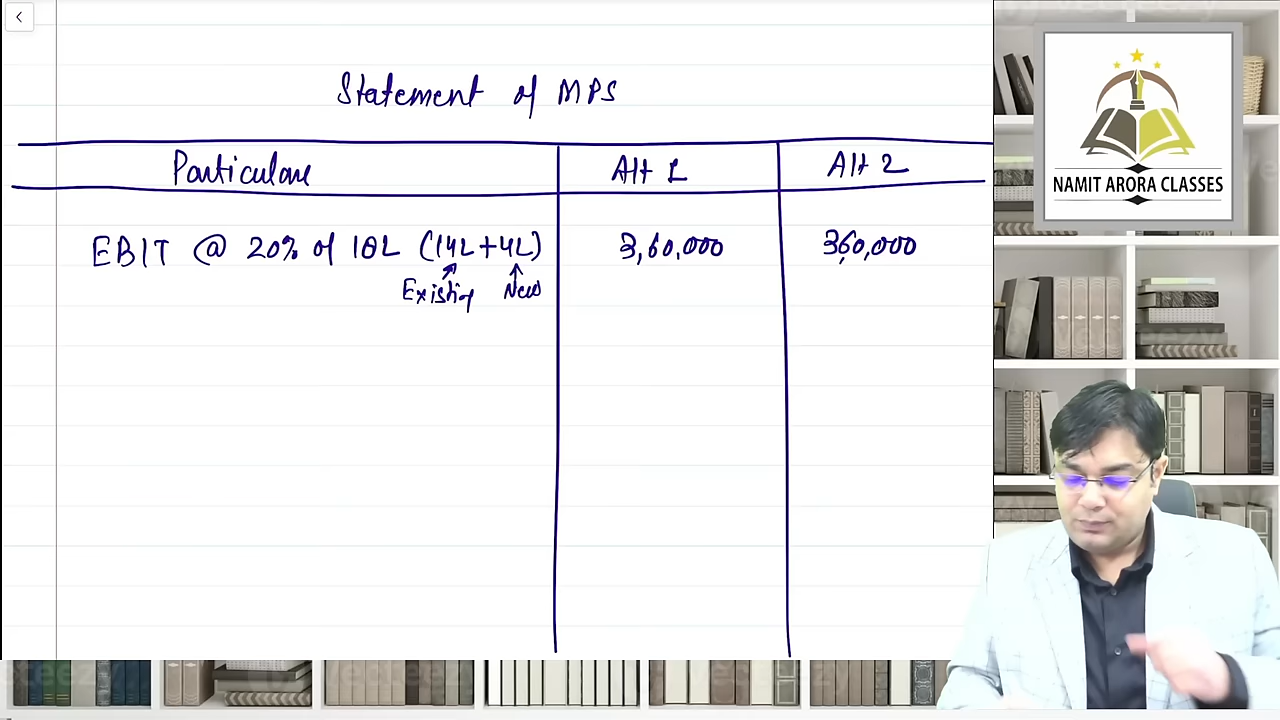 Statement of MPS
Particulars Alt 1 Alt 2
EBIT @ 20% of 18L (14L+4L) 3,60,000 360,000
Existing New
NAMIT ARORA CLASSES